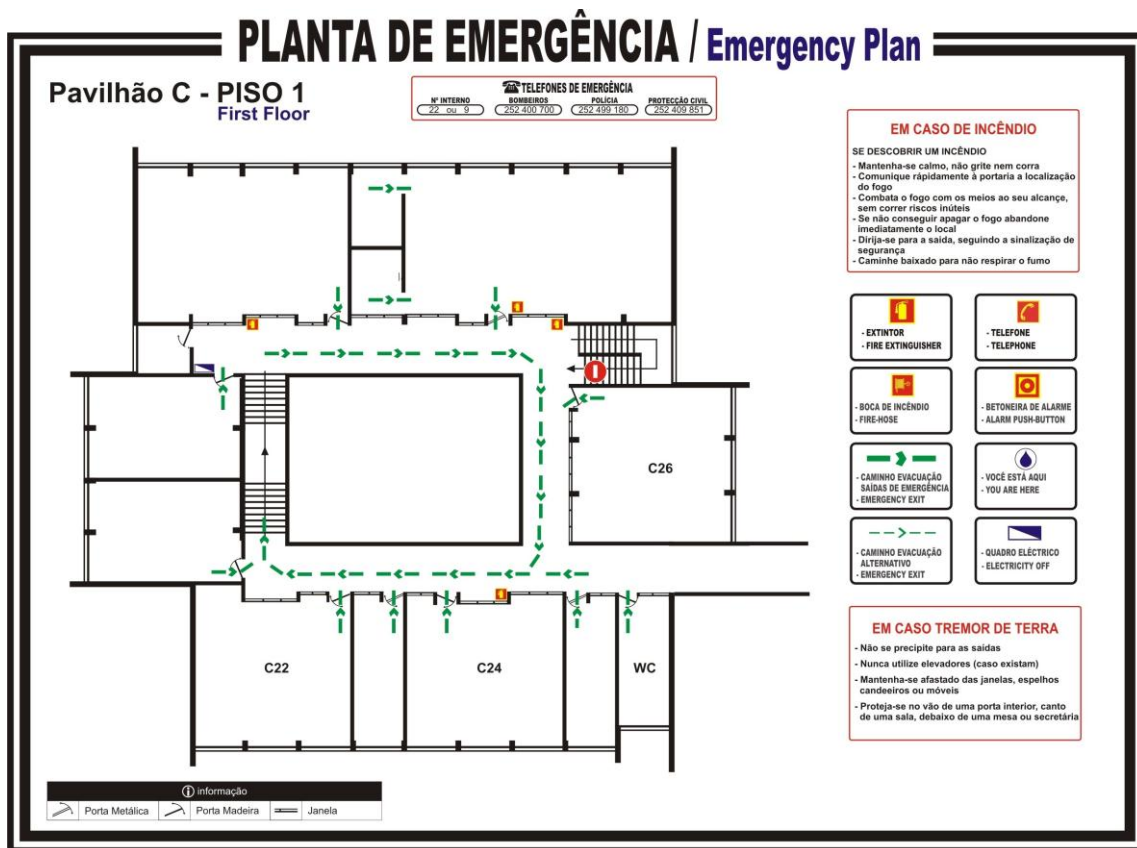 PLANTA DE EMERGÊNCIA / Emergency Plan
Pavilhão C - PISO 1
First Floor
TELEFONES DE EMERGÊNCIA
Nº INTERNO BOMBEIROS POLÍCIA PROTECÇÃO CIVIL
22 ou 9 252 400 700 252 499 180 252 409 851
EM CASO DE INCÊNDIO
SE DESCOBRIR UM INCÊNDIO
- Mantenha-se calmo, não grite nem corra
- Comunique rápidamente à portaria a localização
do fogo
- Combata o fogo com os meios ao seu alcance,
sem correr riscos inúteis
- Se não conseguir apagar o fogo abandone
imediatamente o local
- Dirija-se para a saída, seguindo a sinalização de
segurança
- Caminhe baixado para não respirar o fumo
- EXTINTOR
- FIRE EXTINGUISHER
- TELEFONE
- TELEPHONE
- BOCA DE INCÊNDIO
- FIRE-HOSE
- BETONEIRA DE ALARME
- ALARM PUSH-BUTTON
- CAMINHO EVACUAÇÃO
SAÍDAS DE EMERGÊNCIA
- EMERGENCY EXIT
- VOCÊ ESTÁ AQUI
- YOU ARE HERE
- CAMINHO EVACUAÇÃO
ALTERNATIVO
- EMERGENCY EXIT
- QUADRO ELÉCTRICO
- ELECTRICITY OFF
EM CASO TREMOR DE TERRA
- Não se precipite para as saídas
- Nunca utilize elevadores (caso existam)
- Mantenha-se afastado das janelas, espelhos
candeeiros ou móveis
- Proteja-se no vão de uma porta interior, canto
de uma sala, debaixo de uma mesa ou secretária
C26
C22
C24
WC
i informação
Porta Metálica Porta Madeira Janela